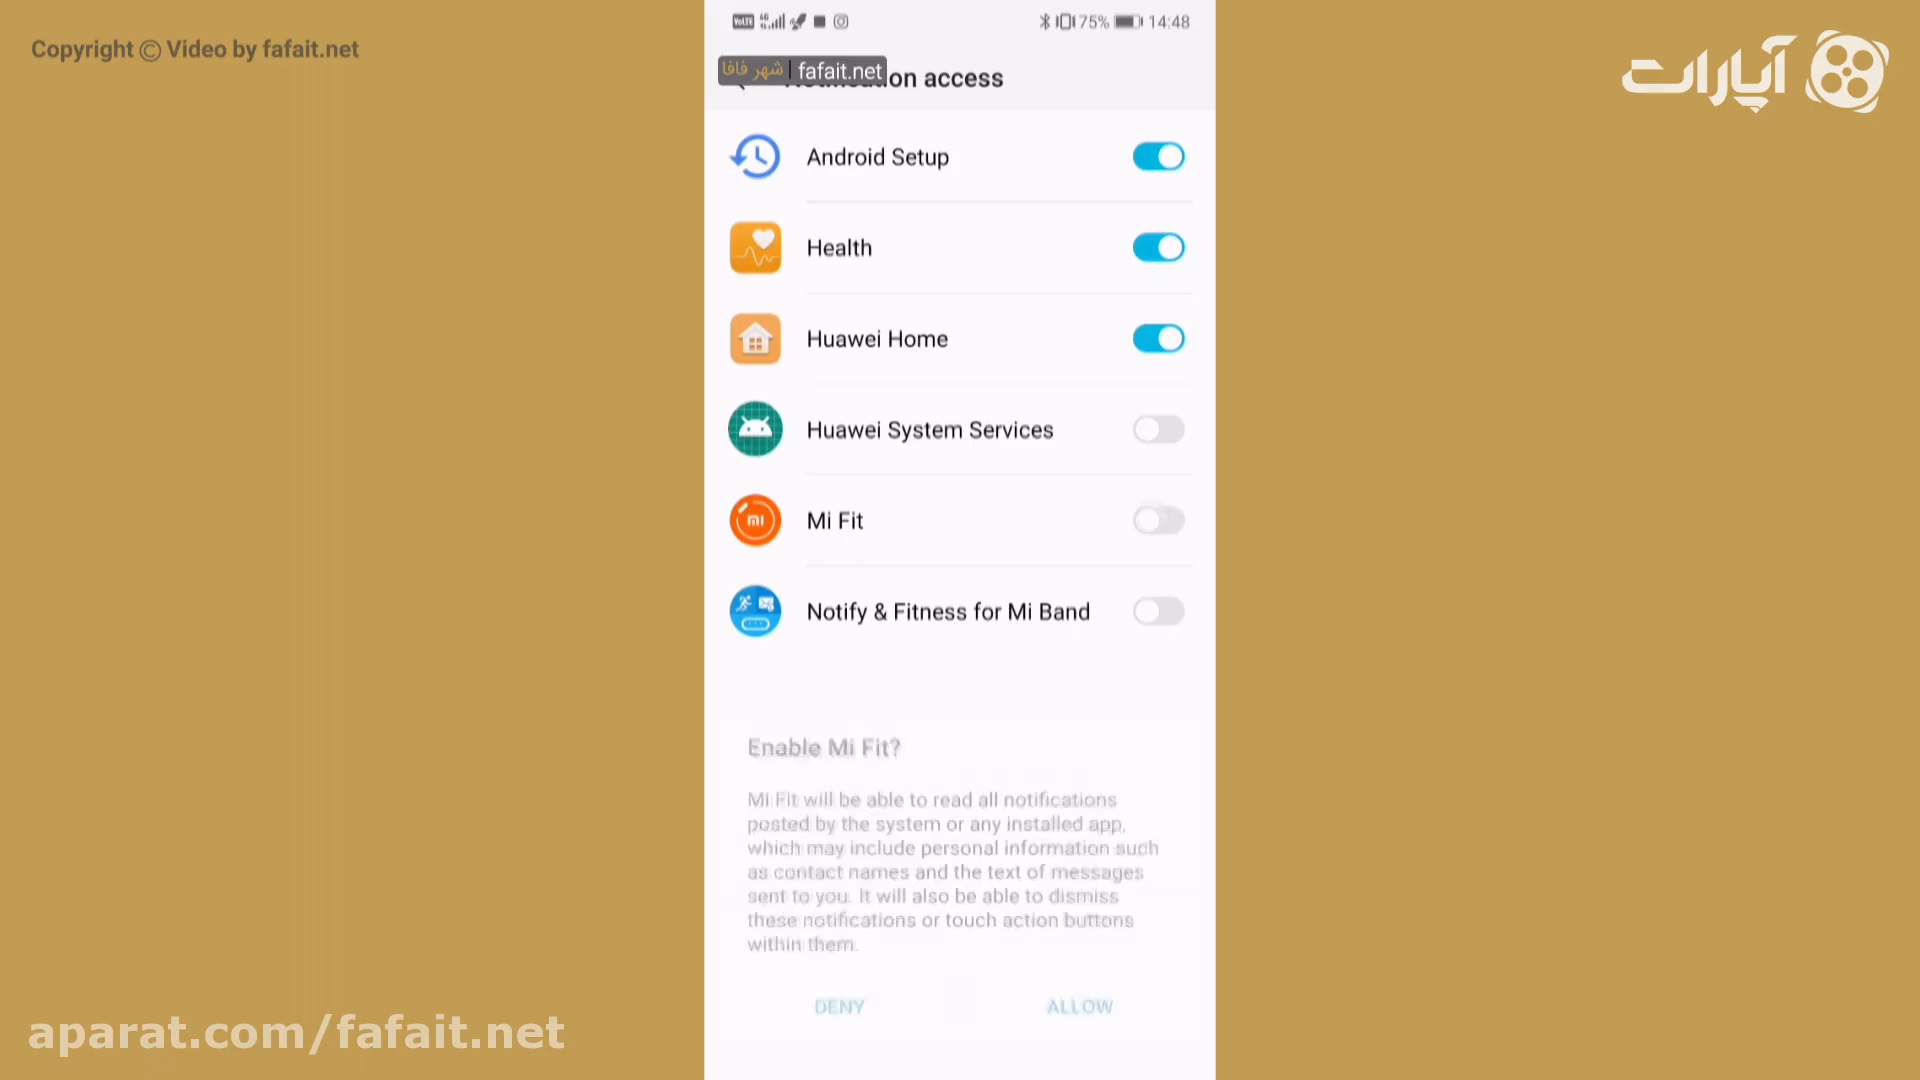 Copyright © Video by fafait.net
VoLTE 4G 75% 14:48
شهر فافا | fafait.net
on access
آپارات
Android Setup
Health
Huawei Home
Huawei System Services
mi
Mi Fit
Notify & Fitness for Mi Band
Enable Mi Fit?
Mi Fit will be able to read all notifications
posted by the system or any installed app,
which may include personal information such
as contact names and the text of messages
sent to you. It will also be able to dismiss
these notifications or touch action buttons
within them.
DENY ALLOW
aparat.com/fafait.net